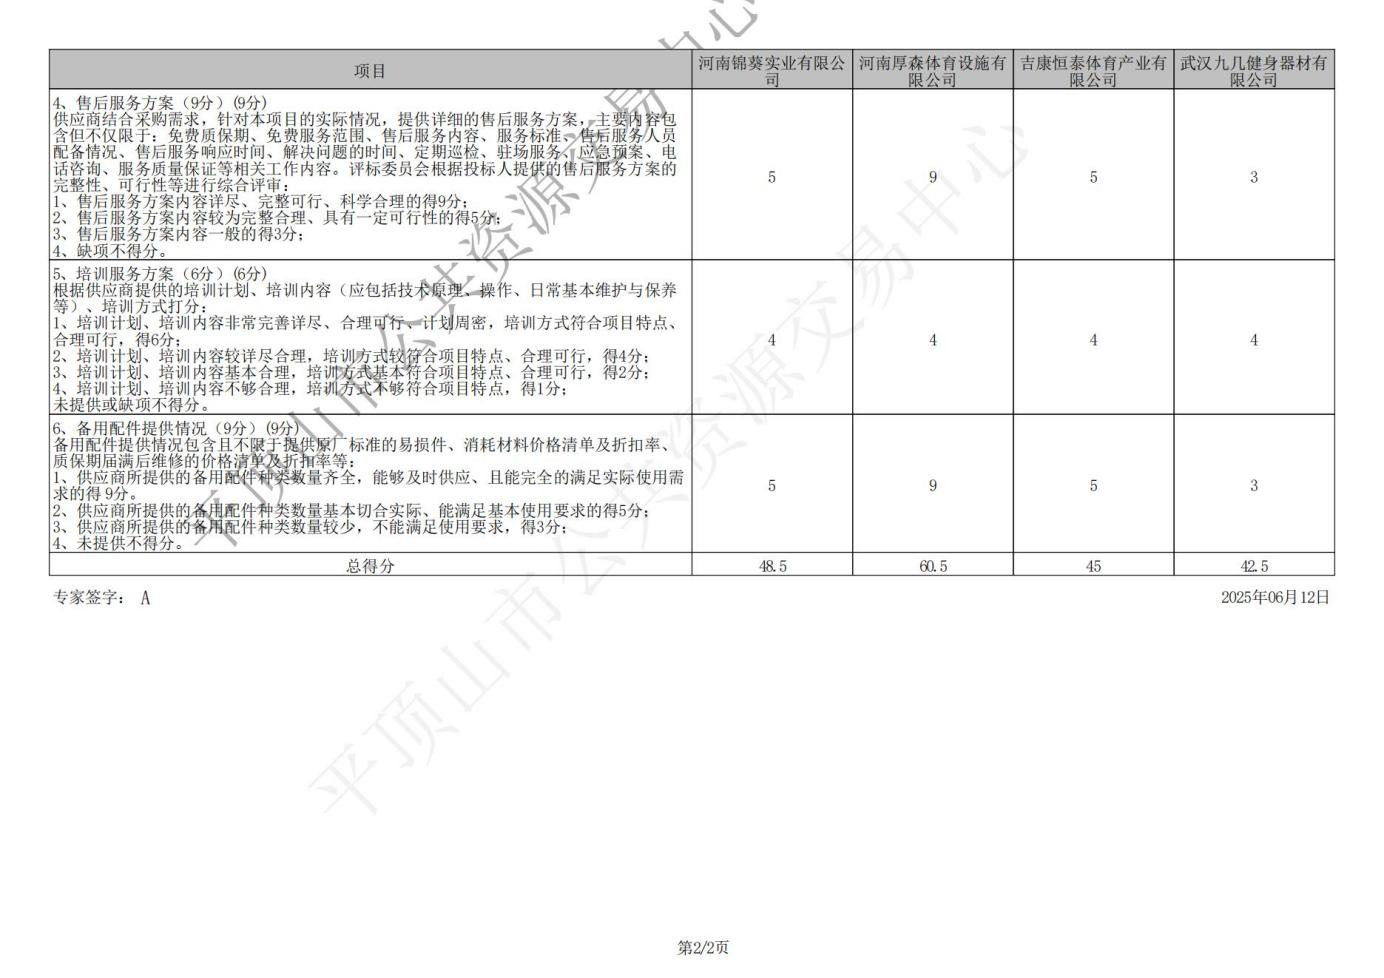 项目
河南锦葵实业有限公
司
河南厚森体育设施有
限公司
吉康恒泰体育产业有
限公司
武汉九几健身器材有
限公司
4、售后服务方案（9分）(9分)
供应商结合采购需求，针对本项目的实际情况，提供详细的售后服务方案，主要内容包
含但不仅限于：免费质保期、免费服务范围、售后服务内容、服务标准、售后服务人员
配备情况、售后服务响应时间、解决问题的时间、定期巡检、驻场服务、应急预案、电
话咨询、服务质量保证等相关工作内容。评标委员会根据投标人提供的售后服务方案的
完整性、可行性等进行综合评审：
1、售后服务方案内容详尽、完整可行、科学合理的得9分；
2、售后服务方案内容较为完整合理、具有一定可行性的得5分；
3、售后服务方案内容一般的得3分；
4、缺项不得分。
5
9
5
3
5、培训服务方案（6分）(6分)
根据供应商提供的培训计划、培训内容（应包括技术原理、操作、日常基本维护与保养
等）、培训方式打分：
1、培训计划、培训内容非常完善详尽、合理可行、计划周密，培训方式符合项目特点、
合理可行，得6分；
2、培训计划、培训内容较详尽合理，培训方式较符合项目特点、合理可行，得4分；
3、培训计划、培训内容基本合理，培训方式基本符合项目特点、合理可行，得2分；
4、培训计划、培训内容不够合理，培训方式不够符合项目特点，得1分；
未提供或缺项不得分。
4
4
4
4
6、备用配件提供情况（9分）(9分)
备用配件提供情况包含且不限于提供原厂标准的易损件、消耗材料价格清单及折扣率、
质保期届满后维修的价格清单及折扣率等：
1、供应商所提供的备用配件种类数量齐全，能够及时供应、且能完全的满足实际使用需
求的得 9分。
2、供应商所提供的备用配件种类数量基本切合实际、能满足基本使用要求的得5分；
3、供应商所提供的备用配件种类数量较少，不能满足使用要求，得3分；
4、未提供不得分。
5
9
5
3
总得分
48.5
60.5
45
42.5
专家签字： A
2025年06月12日
平顶山市公共资源交易中心
平顶山市公共资源交易中心
第2/2页